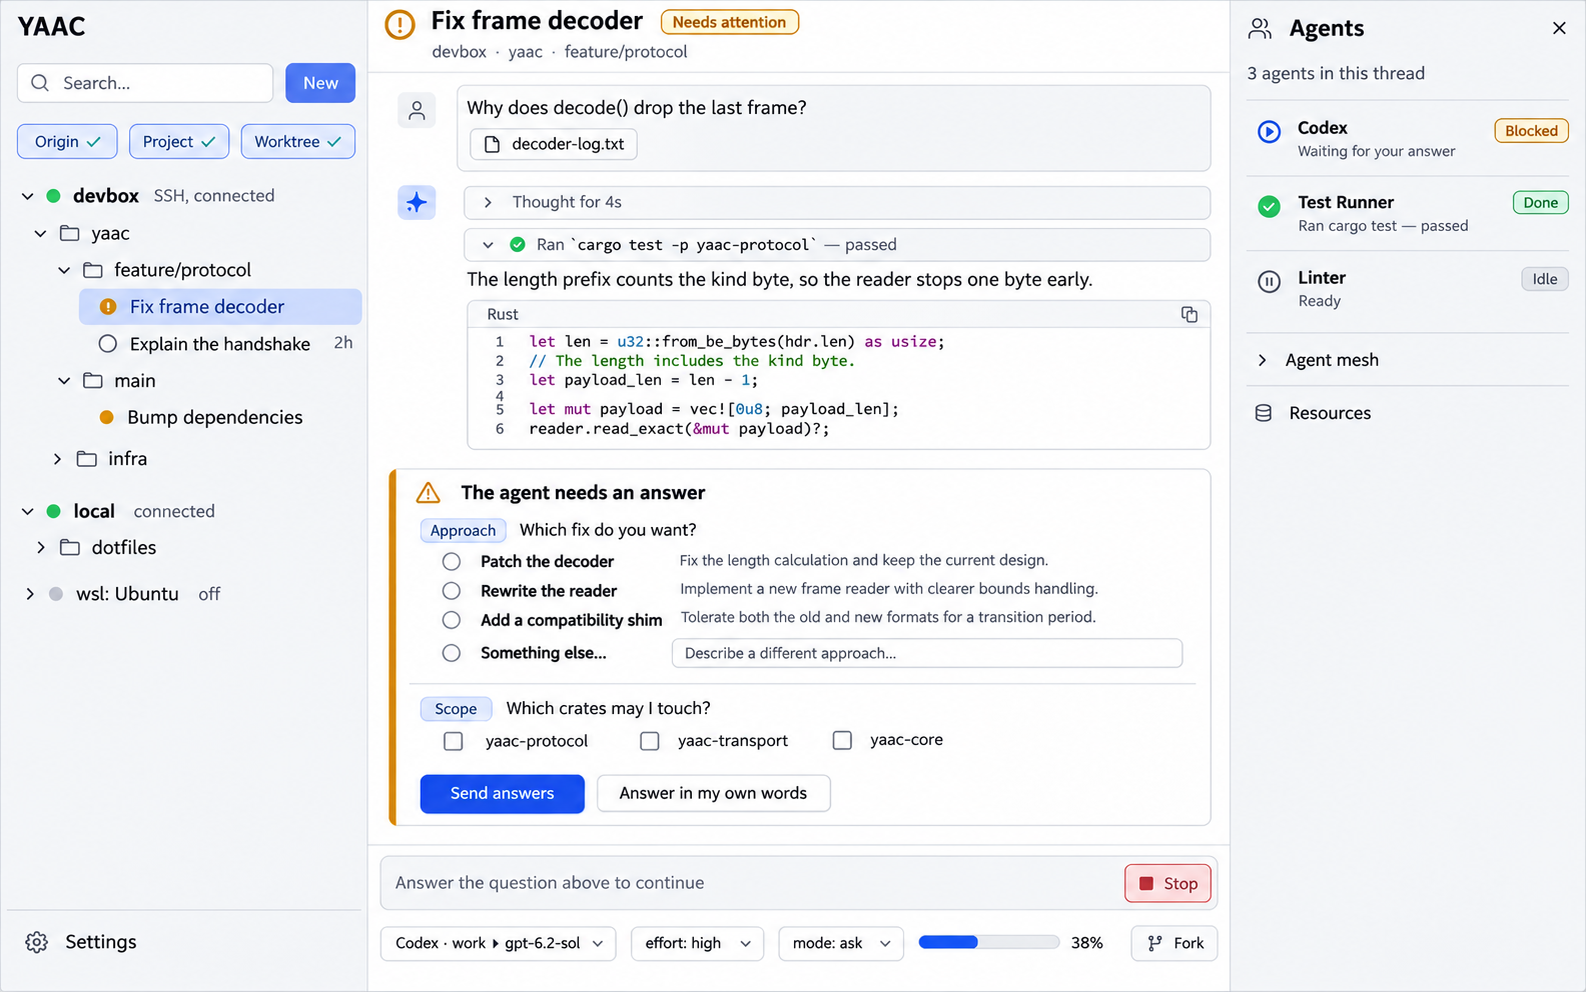 YAAC
Search...
New
Origin ✓ Project ✓ Worktree ✓
devbox SSH, connected
yaac
feature/protocol
Fix frame decoder
Explain the handshake 2h
main
Bump dependencies
infra
local connected
dotfiles
wsl: Ubuntu off
Settings
Fix frame decoder Needs attention
devbox · yaac · feature/protocol
Why does decode() drop the last frame?
decoder-log.txt
Thought for 4s
Ran `cargo test -p yaac-protocol` — passed
The length prefix counts the kind byte, so the reader stops one byte early.
Rust
1 let len = u32::from_be_bytes(hdr.len) as usize;
2 // The length includes the kind byte.
3 let payload_len = len - 1;
4
5 let mut payload = vec![0u8; payload_len];
6 reader.read_exact(&mut payload)?;
The agent needs an answer
Approach Which fix do you want?
Patch the decoder Fix the length calculation and keep the current design.
Rewrite the reader Implement a new frame reader with clearer bounds handling.
Add a compatibility shim Tolerate both the old and new formats for a transition period.
Something else... Describe a different approach...
Scope Which crates may I touch?
yaac-protocol yaac-transport yaac-core
Send answers Answer in my own words
Answer the question above to continue Stop
Codex · work ▸ gpt-6.2-sol effort: high mode: ask 38% Fork
Agents
3 agents in this thread
Codex Blocked
Waiting for your answer
Test Runner Done
Ran cargo test — passed
Linter Idle
Ready
Agent mesh
Resources